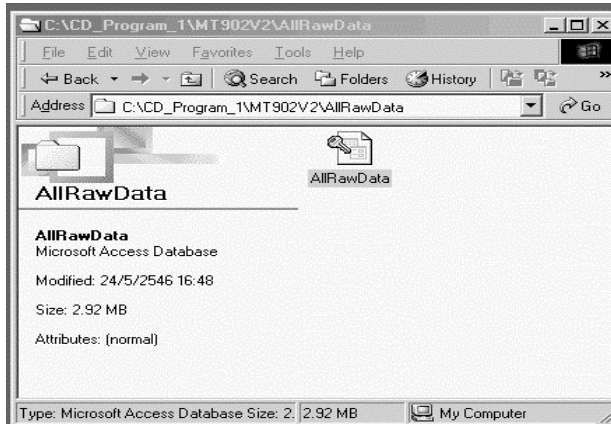 C:\CD_Program_1\MT902V2\AllRawData
File Edit View Favorites Tools Help
Back Search Folders History »
Address C:\CD_Program_1\MT902V2\AllRawData Go
AllRawData
AllRawData
AllRawData
Microsoft Access Database
Modified: 24/5/2546 16:48
Size: 2.92 MB
Attributes: (normal)
Type: Microsoft Access Database Size: 2. 2.92 MB My Computer